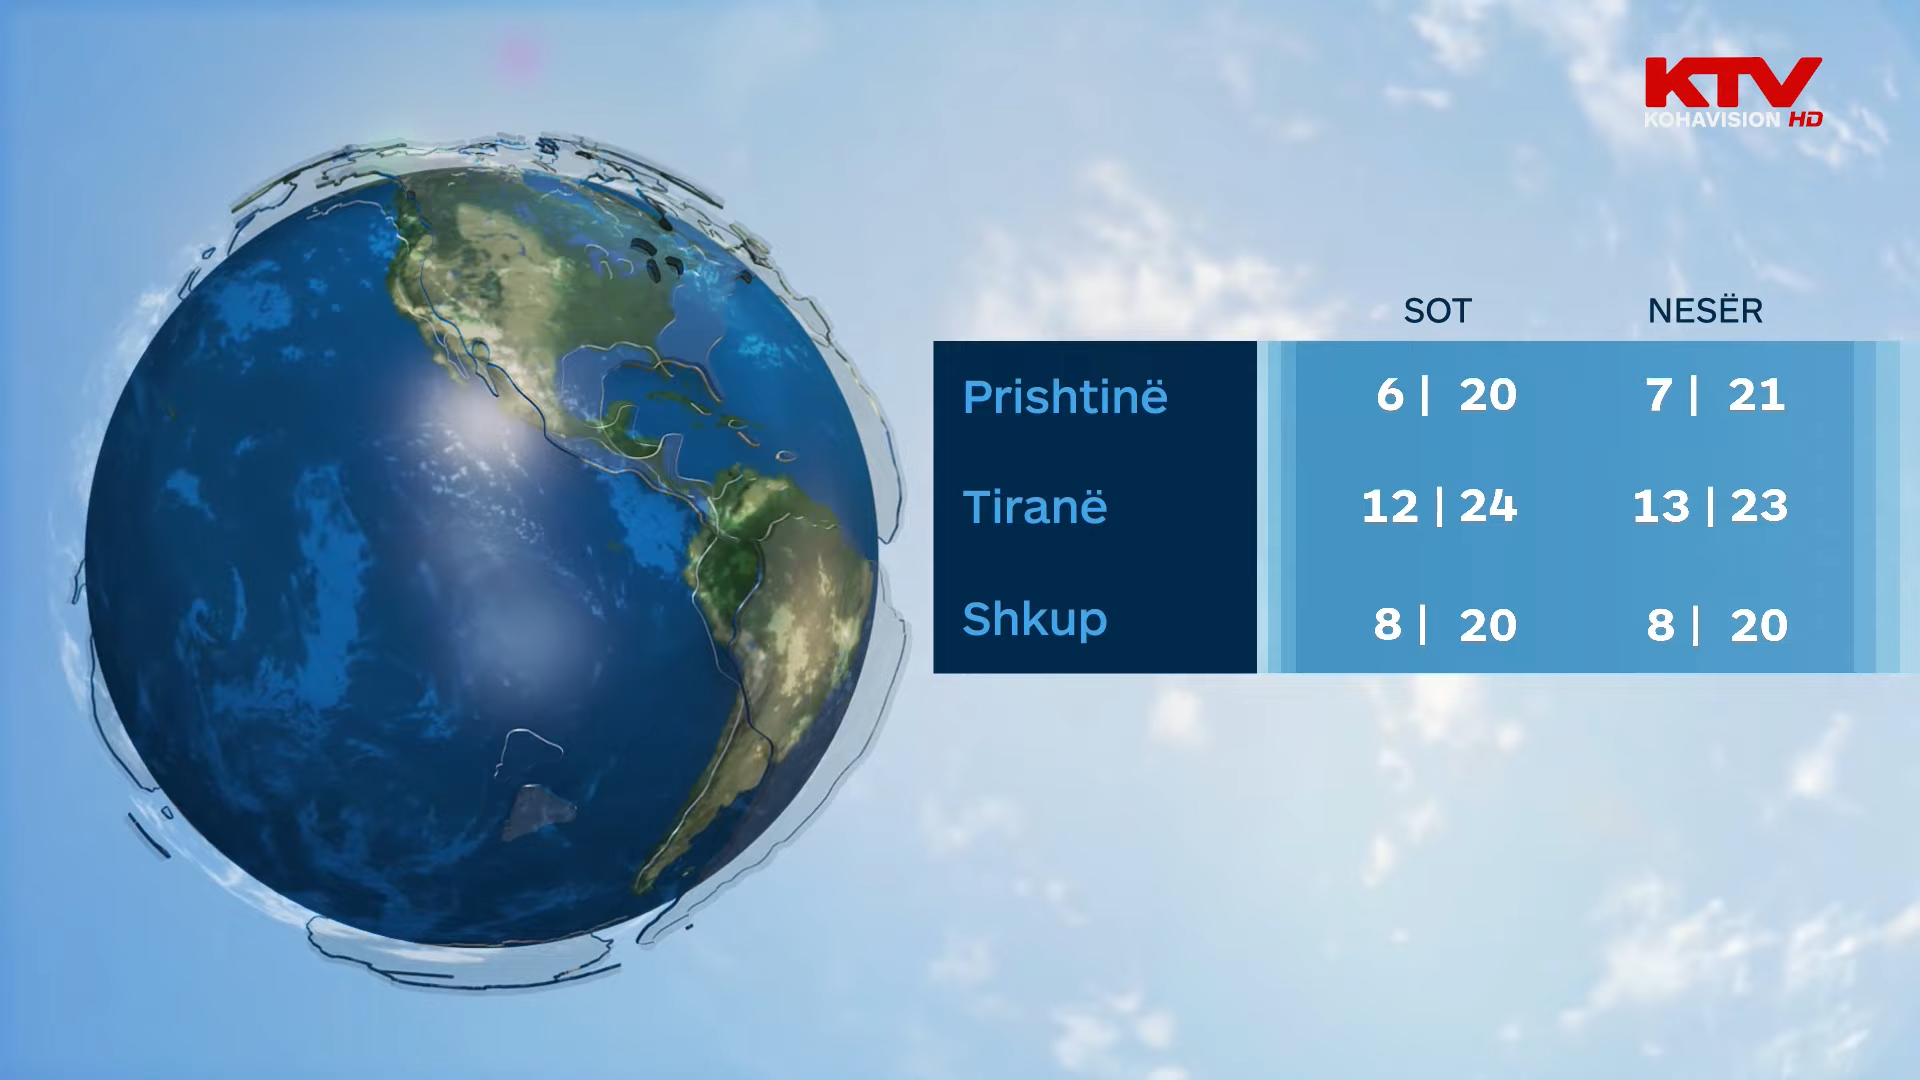 KTV
KOHAVISION HD
SOT NESËR
Prishtinë 6 | 20 7 | 21
Tiranë 12 | 24 13 | 23
Shkup 8 | 20 8 | 20